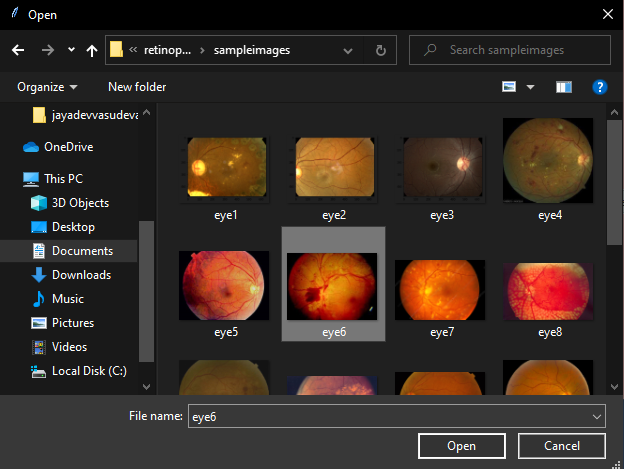 Open
retinop...
sampleimages
Search sampleimages
Organize
New folder
jayadevvasudeva
OneDrive
This PC
3D Objects
Desktop
Documents
Downloads
Music
Pictures
Videos
Local Disk (C:)
eye1
eye2
eye3
eye4
eye5
eye6
eye7
eye8
File name:
eye6
Open
Cancel